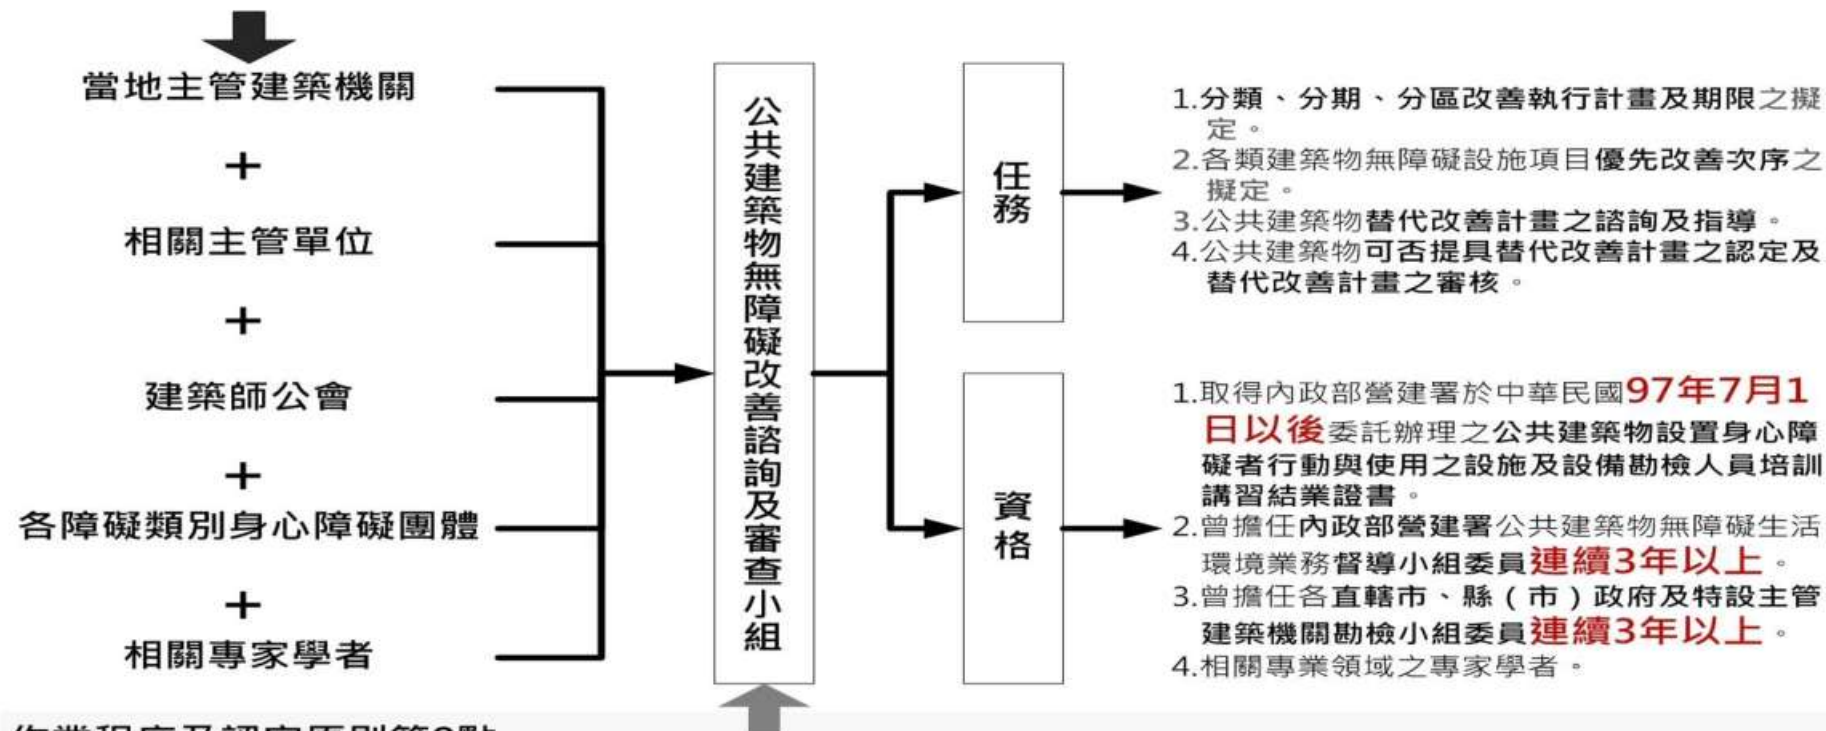 當地主管建築機關
+
相關主管單位
+
建築師公會
+
各障礙類別身心障礙團體
+
相關專家學者
公共建築物無障礙改善諮詢及審查小組
任務
1.分類、分期、分區改善執行計畫及期限之擬
定。
2.各類建築物無障礙設施項目優先改善次序之
擬定。
3.公共建築物替代改善計畫之諮詢及指導。
4.公共建築物可否提具替代改善計畫之認定及
替代改善計畫之審核。
資格
1.取得內政部營建署於中華民國97年7月1
日以後委託辦理之公共建築物設置身心障
礙者行動與使用之設施及設備勘檢人員培訓
講習結業證書。
2.曾擔任內政部營建署公共建築物無障礙生活
環境業務督導小組委員連續3年以上。
3.曾擔任各直轄市、縣（市）政府及特設主管
建築機關勘檢小組委員連續3年以上。
4.相關專業領域之專家學者。